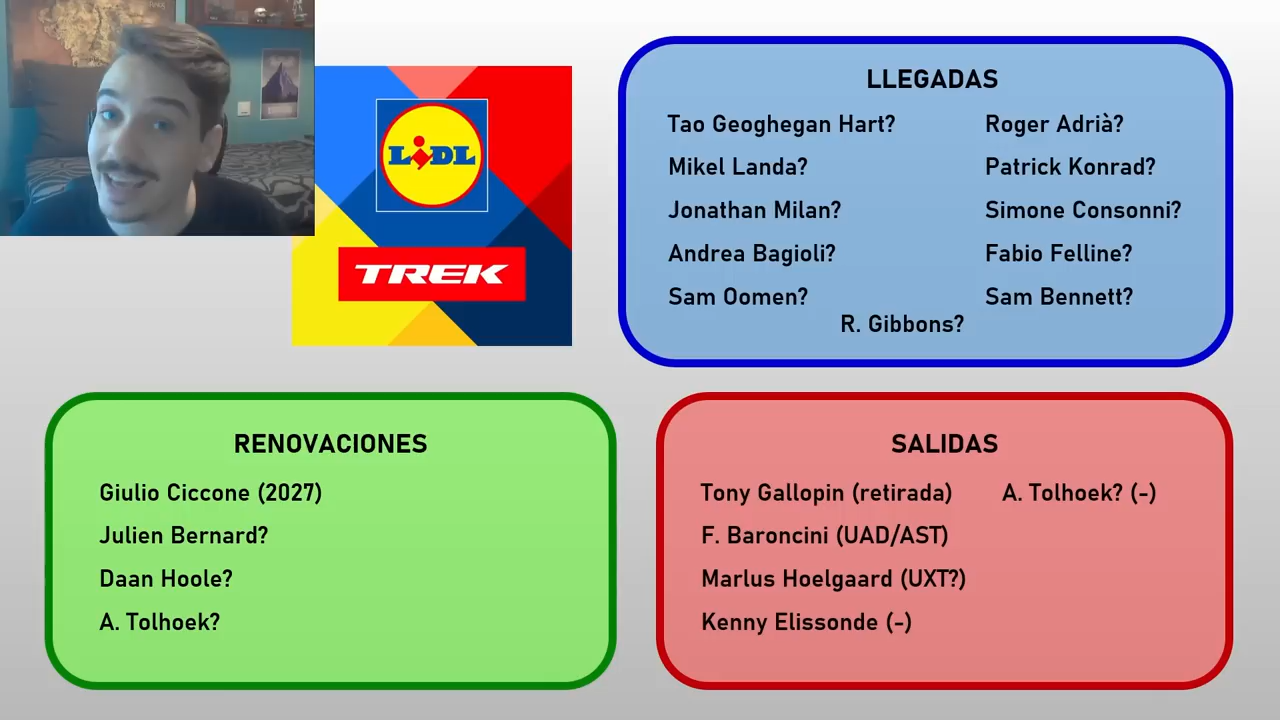 LiDL
TREK
LLEGADAS
Tao Geoghegan Hart?
Mikel Landa?
Jonathan Milan?
Andrea Bagioli?
Sam Oomen?
Roger Adrià?
Patrick Konrad?
Simone Consonni?
Fabio Felline?
Sam Bennett?
R. Gibbons?
RENOVACIONES
Giulio Ciccone (2027)
Julien Bernard?
Daan Hoole?
A. Tolhoek?
SALIDAS
Tony Gallopin (retirada)
F. Baroncini (UAD/AST)
Marlus Hoelgaard (UXT?)
Kenny Elissonde (-)
A. Tolhoek? (-)